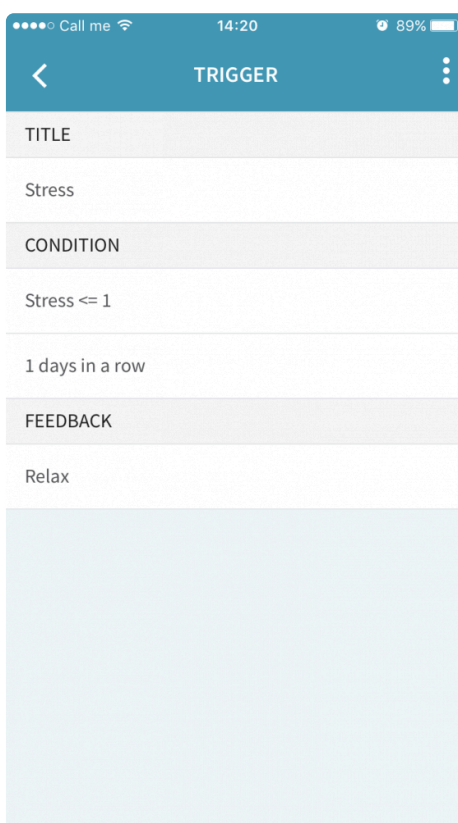 Call me 14:20 89%
TRIGGER
TITLE
Stress
CONDITION
Stress <= 1
1 days in a row
FEEDBACK
Relax